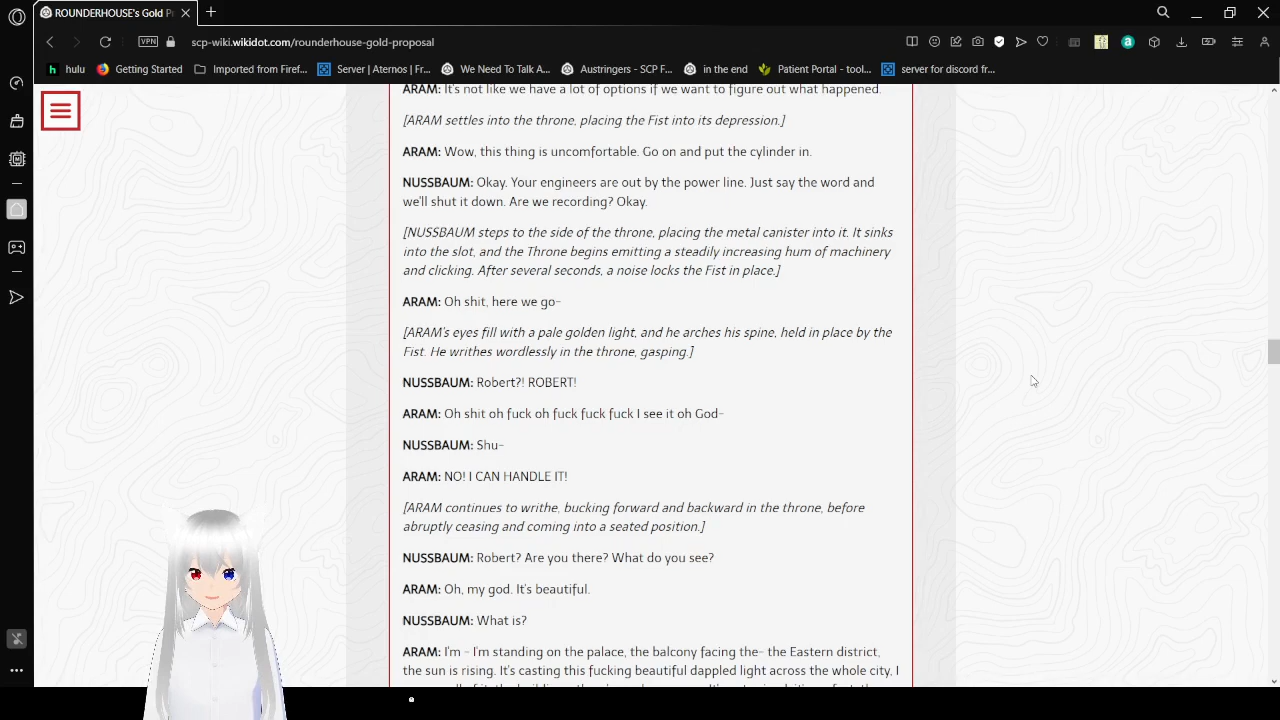 ROUNDERHOUSE's Gold Pr
VPN
scp-wiki.wikidot.com/rounderhouse-gold-proposal
hulu
Getting Started
Imported from Firef...
Server | Aternos | Fr...
We Need To Talk A...
Austringers - SCP F...
in the end
Patient Portal - tool...
server for discord fr...
ARAM: It's not like we have a lot of options if we want to figure out what happened.
[ARAM settles into the throne, placing the Fist into its depression.]
ARAM: Wow, this thing is uncomfortable. Go on and put the cylinder in.
NUSSBAUM: Okay. Your engineers are out by the power line. Just say the word and
we'll shut it down. Are we recording? Okay.
[NUSSBAUM steps to the side of the throne, placing the metal canister into it. It sinks
into the slot, and the Throne begins emitting a steadily increasing hum of machinery
and clicking. After several seconds, a noise locks the Fist in place.]
ARAM: Oh shit, here we go-
[ARAM's eyes fill with a pale golden light, and he arches his spine, held in place by the
Fist. He writhes wordlessly in the throne, gasping.]
NUSSBAUM: Robert?! ROBERT!
ARAM: Oh shit oh fuck oh fuck fuck fuck I see it oh God-
NUSSBAUM: Shu-
ARAM: NO! I CAN HANDLE IT!
[ARAM continues to writhe, bucking forward and backward in the throne, before
abruptly ceasing and coming into a seated position.]
NUSSBAUM: Robert? Are you there? What do you see?
ARAM: Oh, my god. It's beautiful.
NUSSBAUM: What is?
ARAM: I'm - I'm standing on the palace, the balcony facing the- the Eastern district,
the sun is rising. It's casting this fucking beautiful dappled light across the whole city, I